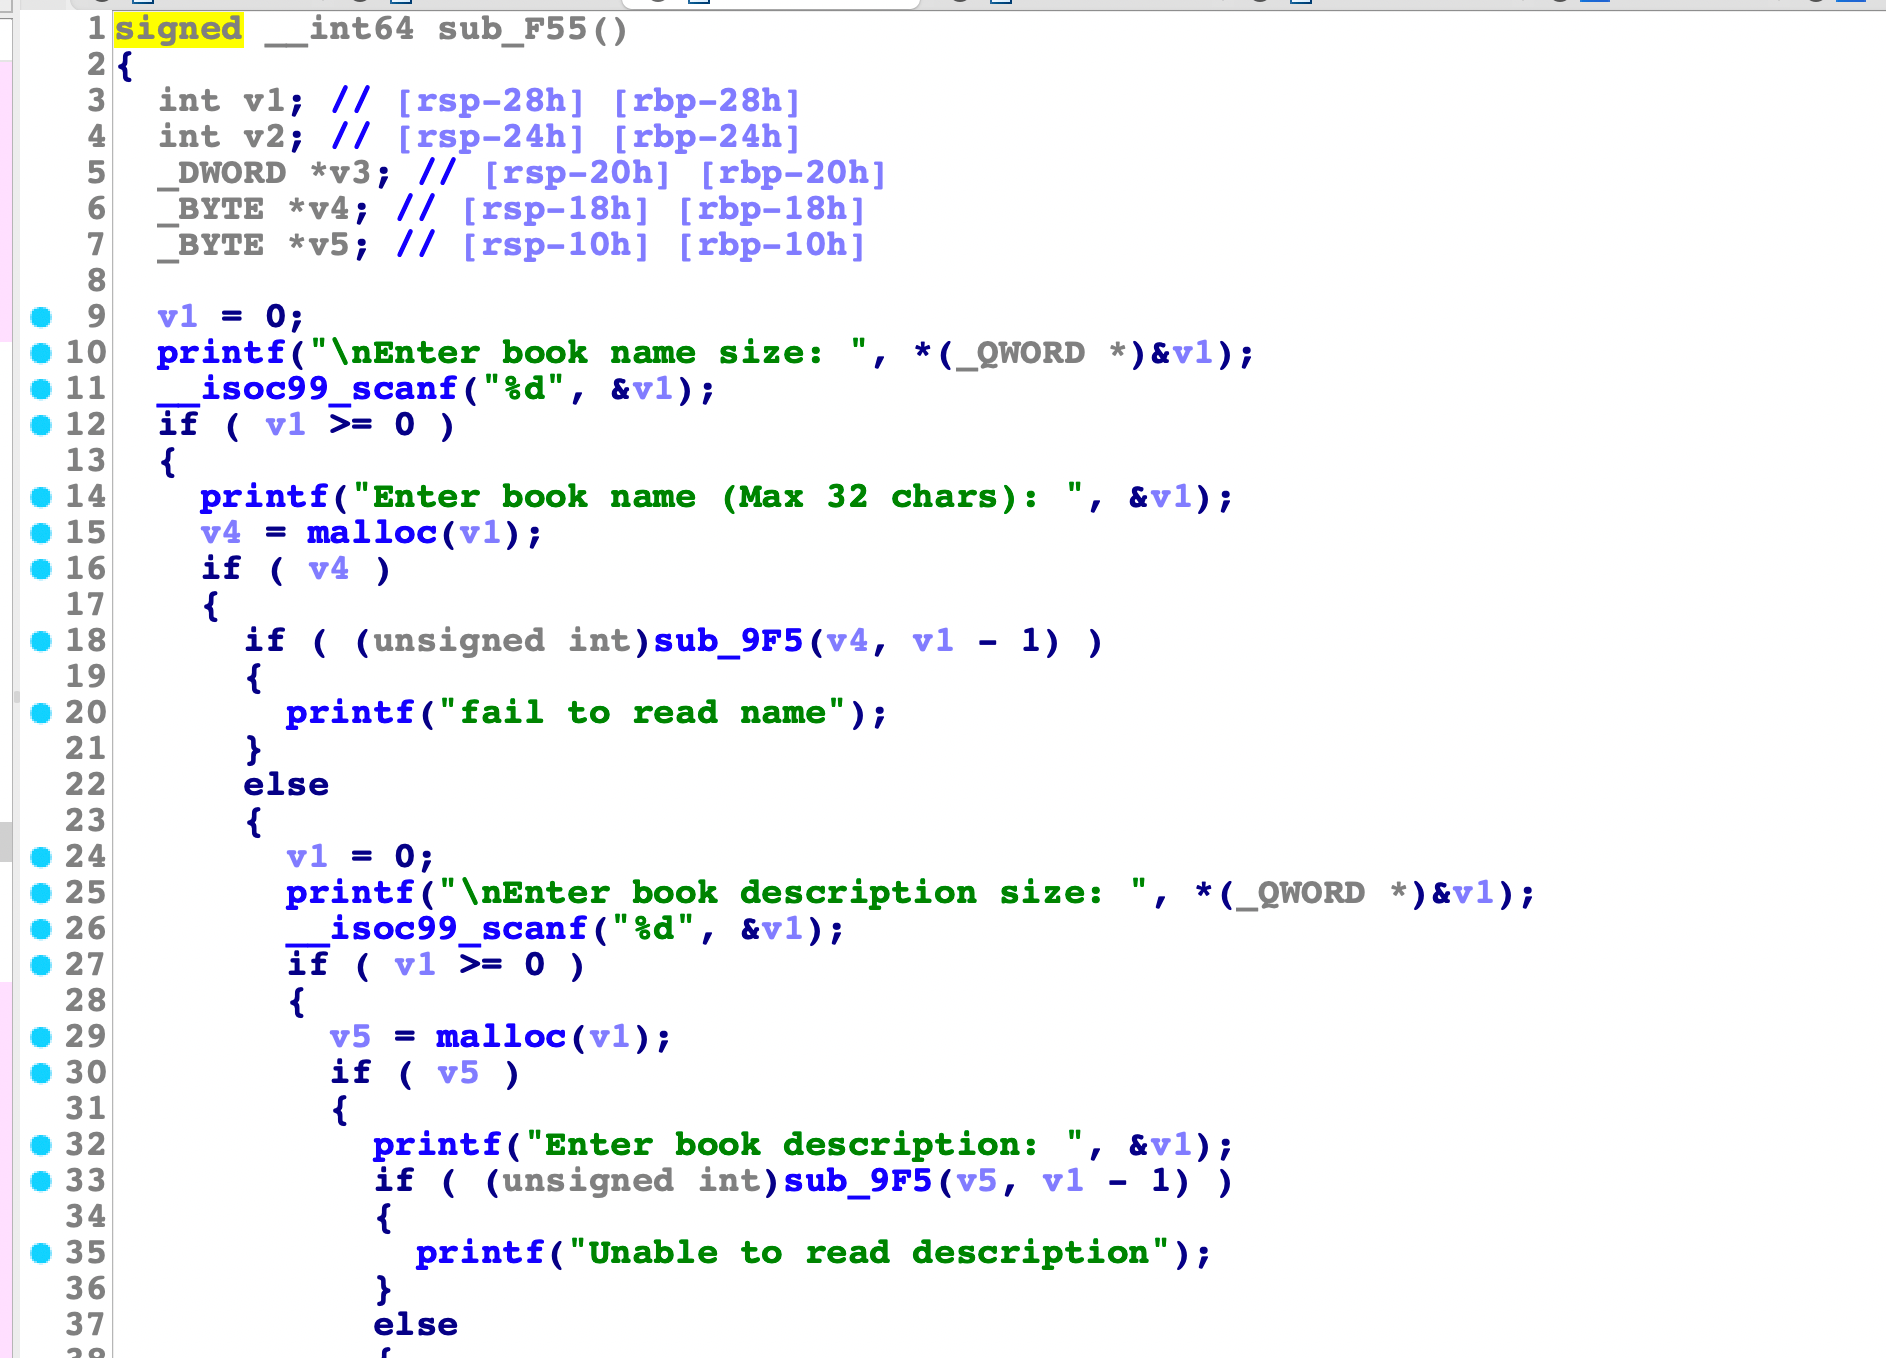 1 signed __int64 sub_F55()
2 {
3   int v1; // [rsp-28h] [rbp-28h]
4   int v2; // [rsp-24h] [rbp-24h]
5   _DWORD *v3; // [rsp-20h] [rbp-20h]
6   _BYTE *v4; // [rsp-18h] [rbp-18h]
7   _BYTE *v5; // [rsp-10h] [rbp-10h]
8
9   v1 = 0;
10   printf("\nEnter book name size: ", *(_QWORD *)&v1);
11   __isoc99_scanf("%d", &v1);
12   if ( v1 >= 0 )
13   {
14     printf("Enter book name (Max 32 chars): ", &v1);
15     v4 = malloc(v1);
16     if ( v4 )
17     {
18       if ( (unsigned int)sub_9F5(v4, v1 - 1) )
19       {
20         printf("fail to read name");
21       }
22       else
23       {
24         v1 = 0;
25         printf("\nEnter book description size: ", *(_QWORD *)&v1);
26         __isoc99_scanf("%d", &v1);
27         if ( v1 >= 0 )
28         {
29           v5 = malloc(v1);
30           if ( v5 )
31           {
32             printf("Enter book description: ", &v1);
33             if ( (unsigned int)sub_9F5(v5, v1 - 1) )
34             {
35               printf("Unable to read description");
36             }
37             else
38             {